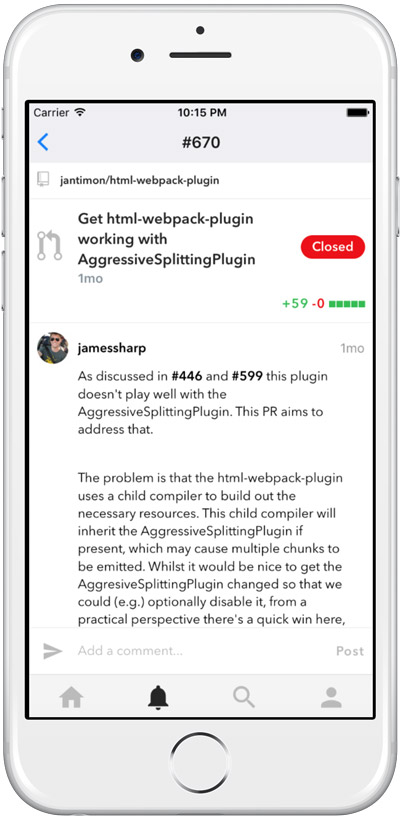 Carrier 10:15 PM
#670
jantimon/html-webpack-plugin
Get html-webpack-plugin
working with
AggressiveSplittingPlugin
Closed
1mo
+59 -0
jamessharp 1mo
As discussed in #446 and #599 this plugin
doesn't play well with the
AggressiveSplittingPlugin. This PR aims to
address that.
The problem is that the html-webpack-plugin
uses a child compiler to build out the
necessary resources. This child compiler will
inherit the AggressiveSplittingPlugin if
present, which may cause multiple chunks to
be emitted. Whilst it would be nice to get the
AggresiveSplittingPlugin changed so that we
could (e.g.) optionally disable it, from a
practical perspective there's a quick win here,
Add a comment... Post